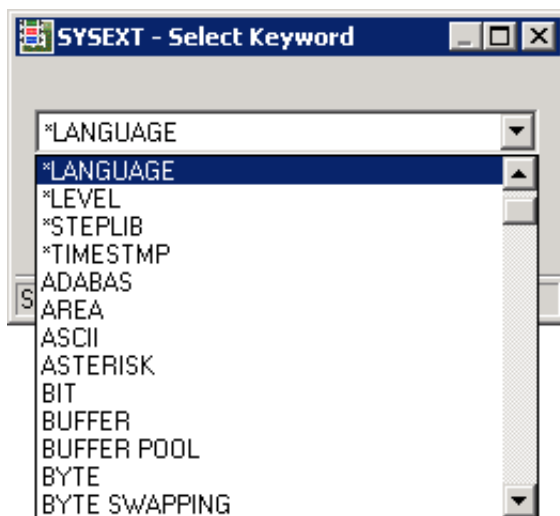 SYSEXT - Select Keyword
*LANGUAGE
*LANGUAGE
*LEVEL
*STEPLIB
*TIMESTMP
ADABAS
AREA
S
ASCII
ASTERISK
BIT
BUFFER
BUFFER POOL
BYTE
BYTE SWAPPING